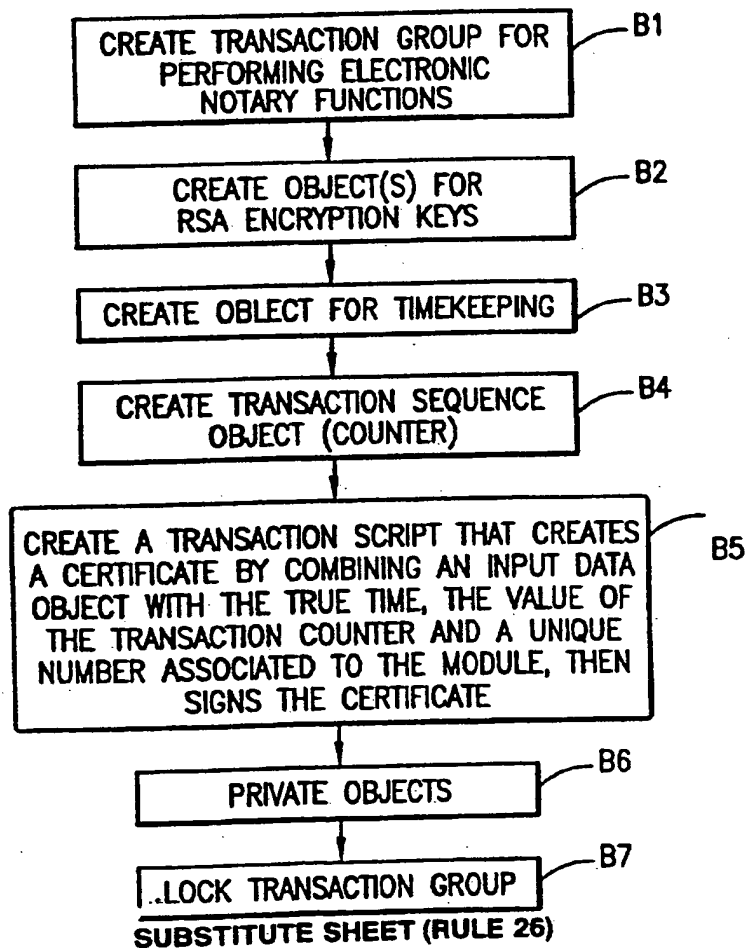 CREATE TRANSACTION GROUP FOR
PERFORMING ELECTRONIC
NOTARY FUNCTIONS
B1
CREATE OBJECT(S) FOR
RSA ENCRYPTION KEYS
B2
CREATE OBLECT FOR TIMEKEEPING
B3
CREATE TRANSACTION SEQUENCE
OBJECT (COUNTER)
B4
CREATE A TRANSACTION SCRIPT THAT CREATES
A CERTIFICATE BY COMBINING AN INPUT DATA
OBJECT WITH THE TRUE TIME, THE VALUE OF
THE TRANSACTION COUNTER AND A UNIQUE
NUMBER ASSOCIATED TO THE MODULE, THEN
SIGNS THE CERTIFICATE
B5
PRIVATE OBJECTS
B6
..LOCK TRANSACTION GROUP
B7
SUBSTITUTE SHEET (RULE 26)